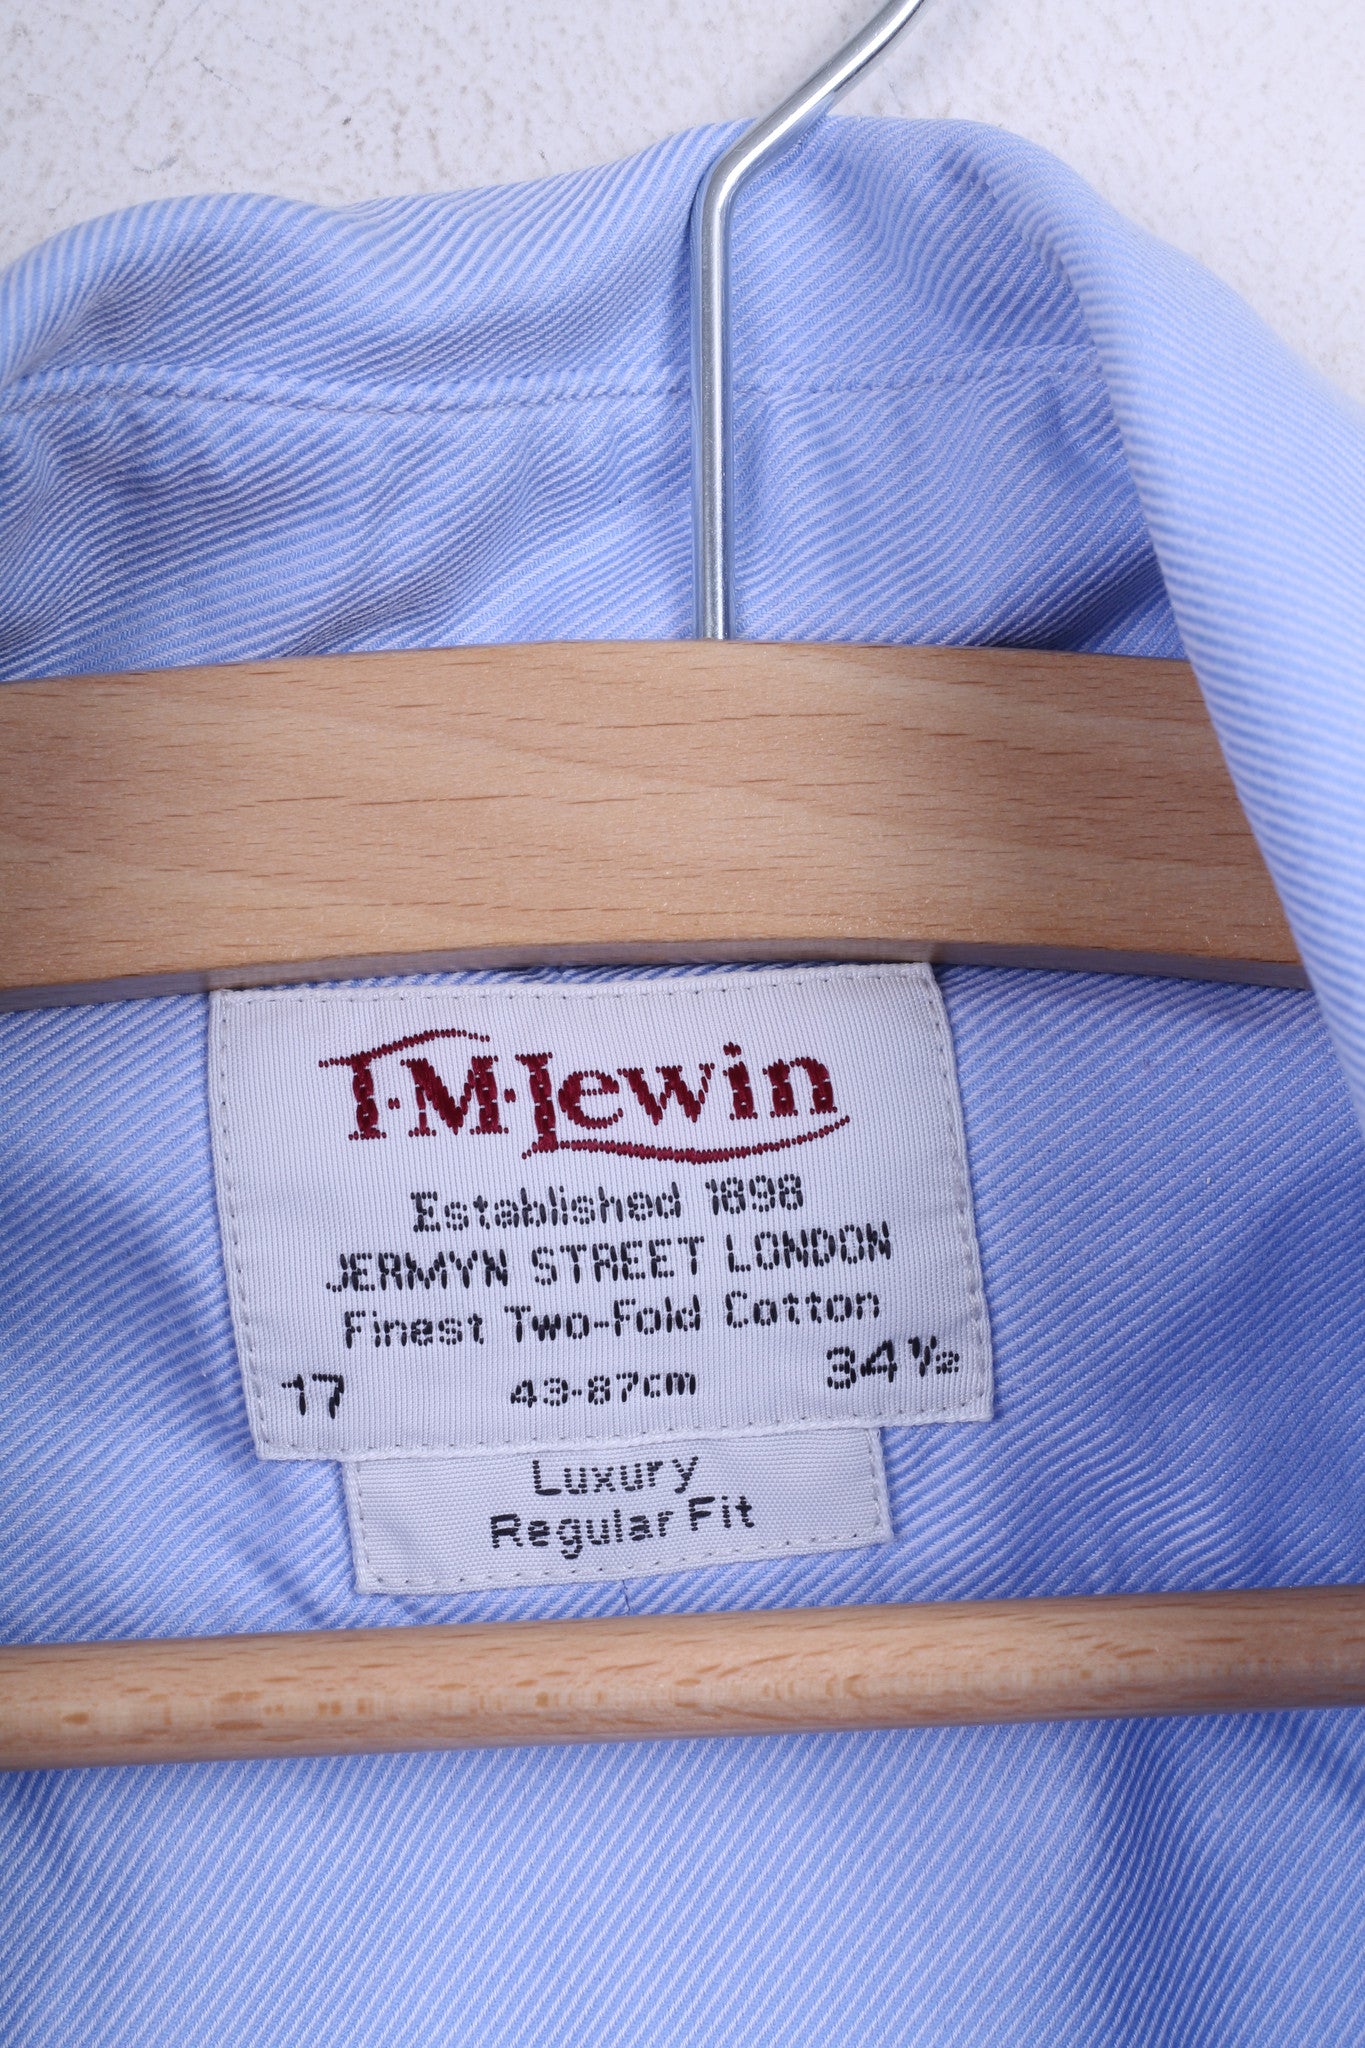 T·M·Lewin
Established 1898
JERMYN STREET LONDON
Finest Two-Fold Cotton
17 43-87cm 34½
Luxury
Regular Fit